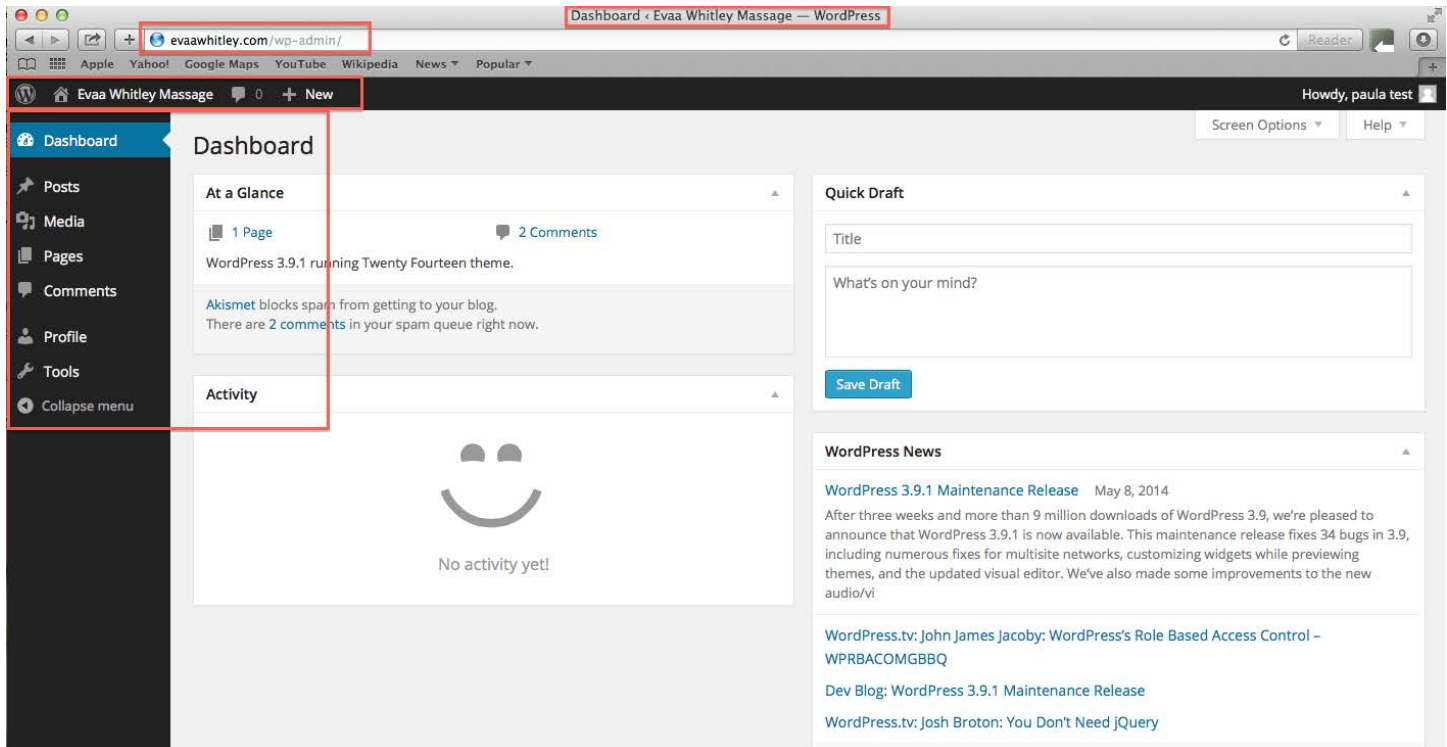 Dashboard ‹ Evaa Whitley Massage — WordPress
evaawhitley.com/wp-admin/
Reader
Apple Yahoo! Google Maps YouTube Wikipedia News Popular
Evaa Whitley Massage 0 + New
Howdy, paula test
Dashboard
Posts
Media
Pages
Comments
Profile
Tools
Collapse menu
Screen Options
Help
Dashboard
At a Glance
1 Page
2 Comments
WordPress 3.9.1 running Twenty Fourteen theme.
Akismet blocks spam from getting to your blog.
There are 2 comments in your spam queue right now.
Activity
No activity yet!
Quick Draft
Title
What's on your mind?
Save Draft
WordPress News
WordPress 3.9.1 Maintenance Release May 8, 2014
After three weeks and more than 9 million downloads of WordPress 3.9, we're pleased to
announce that WordPress 3.9.1 is now available. This maintenance release fixes 34 bugs in 3.9,
including numerous fixes for multisite networks, customizing widgets while previewing
themes, and the updated visual editor. We've also made some improvements to the new
audio/vi
WordPress.tv: John James Jacoby: WordPress's Role Based Access Control –
WPRBACOMGBBQ
Dev Blog: WordPress 3.9.1 Maintenance Release
WordPress.tv: Josh Broton: You Don't Need jQuery